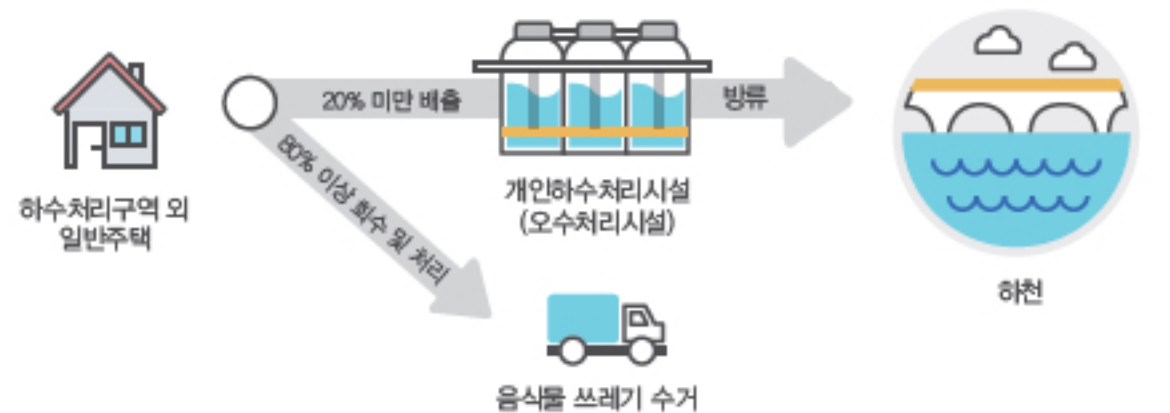 20% 미만 배출
방류
80% 이상 회수 및 처리
하수처리구역 외
일반주택
개인하수처리시설
(오수처리시설)
하천
음식물 쓰레기 수거